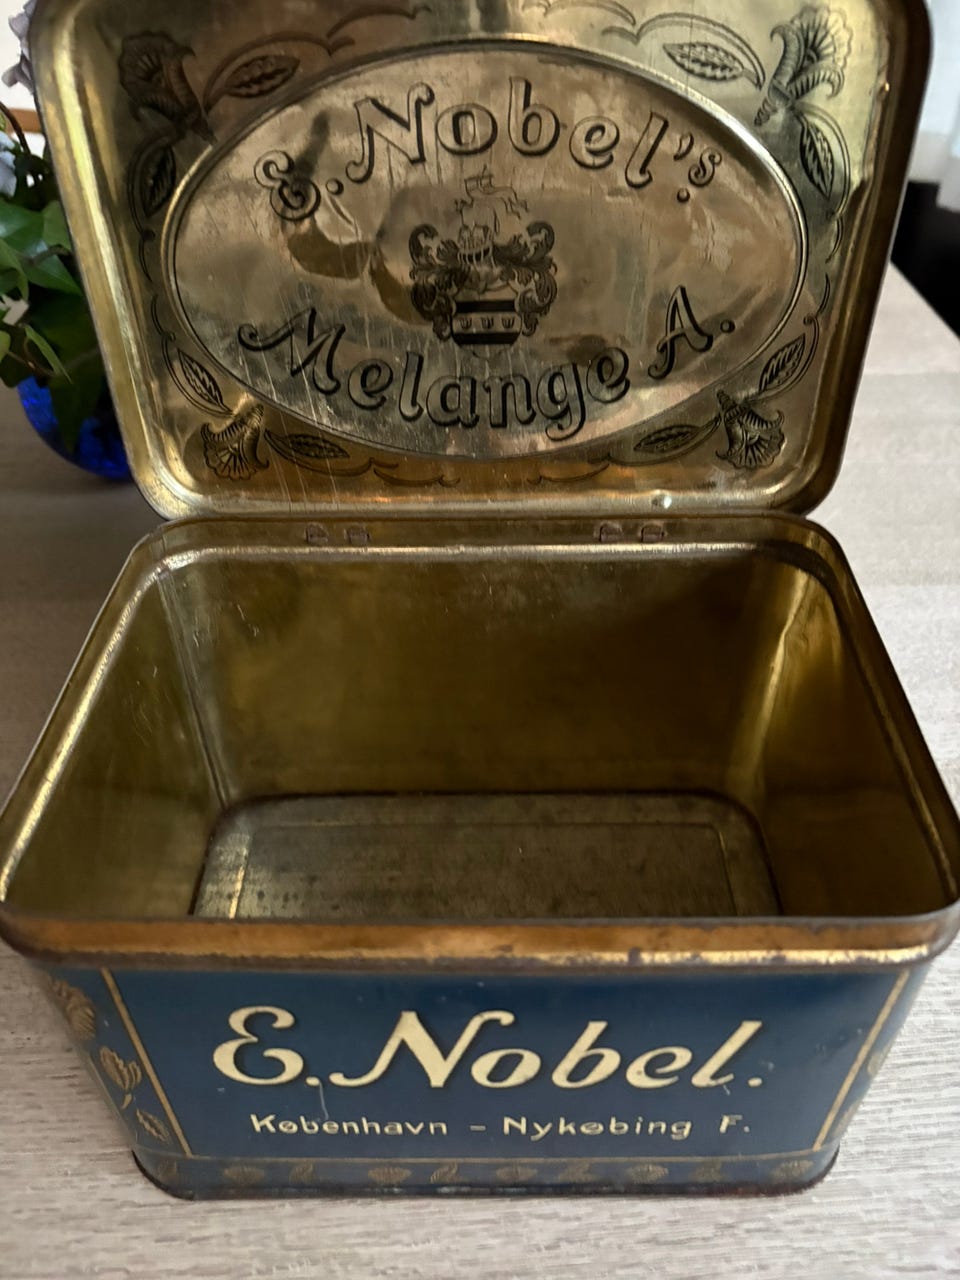 E. Nobel's
Melange A.
E. Nobel.
København - Nykøbing F.